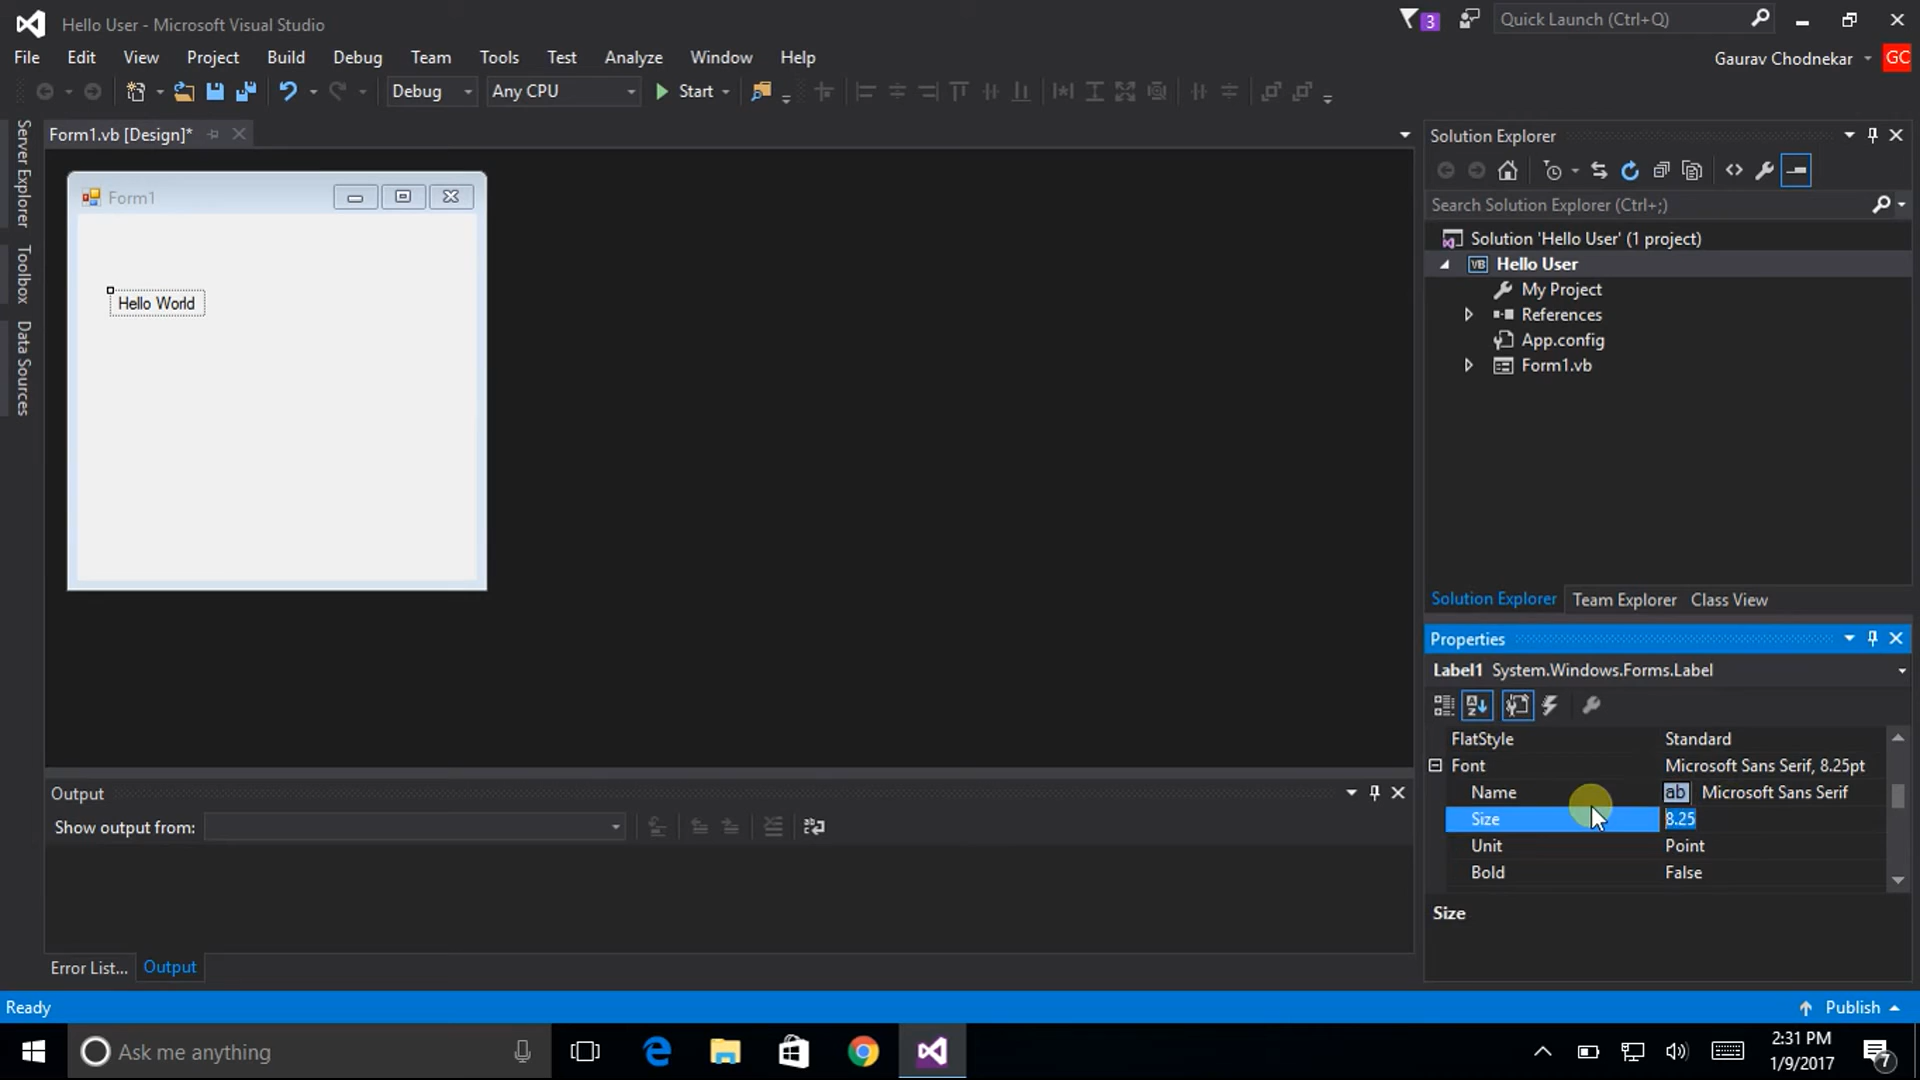 Hello User - Microsoft Visual Studio
3
Quick Launch (Ctrl+Q)
File Edit View Project Build Debug Team Tools Test Analyze Window Help
Gaurav Chodnekar GC
Debug Any CPU Start
Server Explorer
Toolbox
Data Sources
Form1.vb [Design]*
Form1
Hello World
Solution Explorer
Search Solution Explorer (Ctrl+;)
Solution 'Hello User' (1 project)
VB Hello User
My Project
References
App.config
Form1.vb
Solution Explorer Team Explorer Class View
Properties
Label1 System.Windows.Forms.Label
FlatStyle Standard
Font Microsoft Sans Serif, 8.25pt
Name ab Microsoft Sans Serif
Size 8.25
Unit Point
Bold False
Size
Output
Show output from:
Error List... Output
Ready
Publish
Ask me anything
2:31 PM
1/9/2017
7